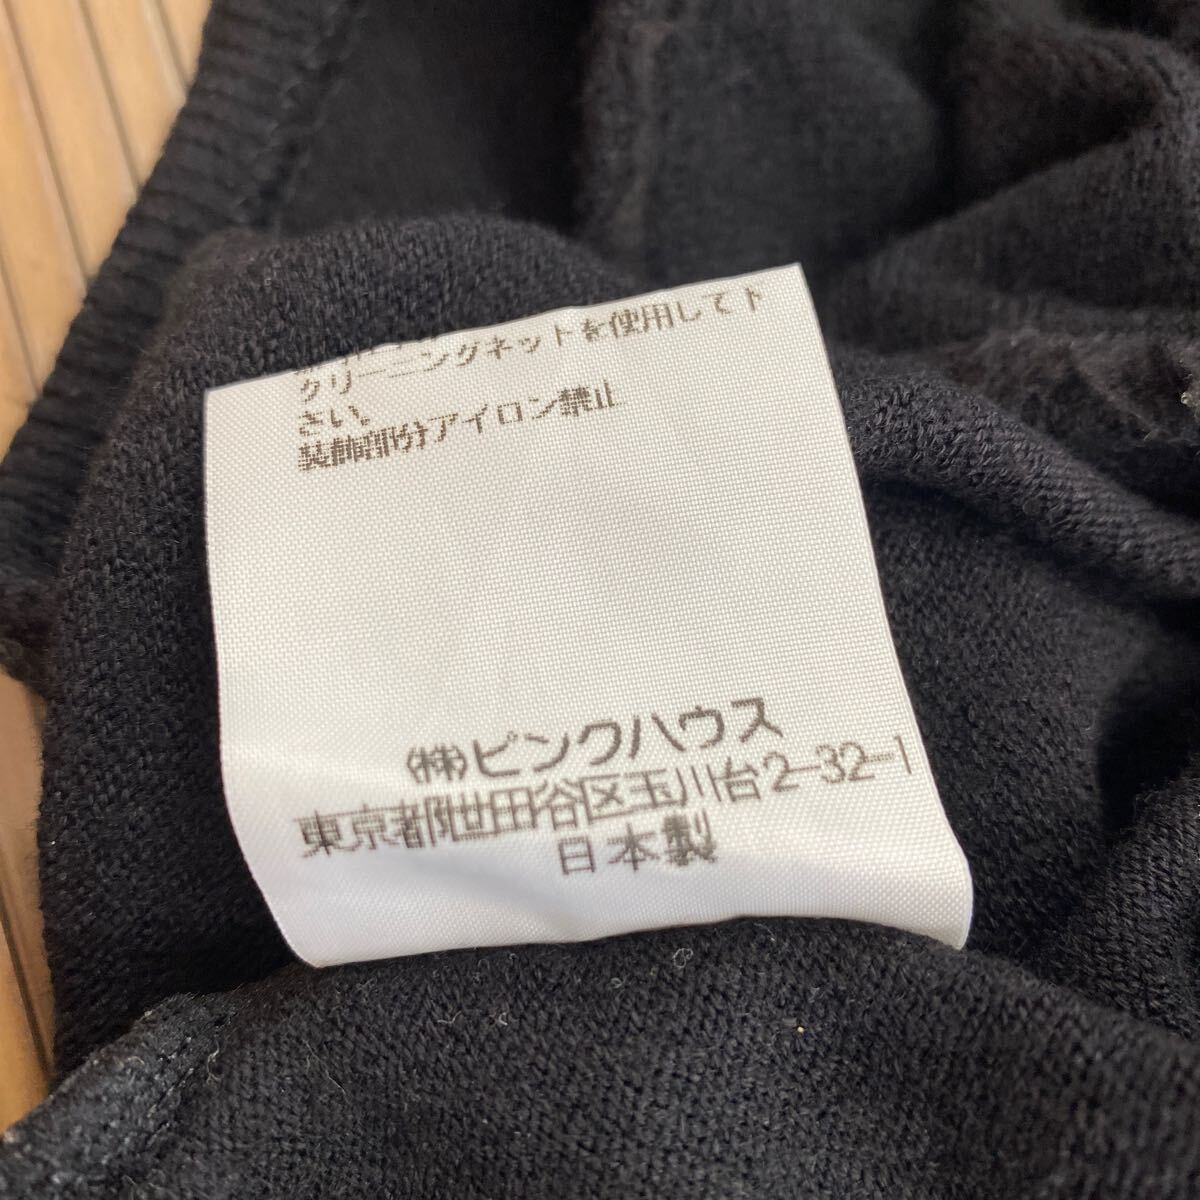 クリーニングネットを使用して下
さい。
装飾部分アイロン禁止
(株)ピンクハウス
東京都世田谷区玉川台2-32-1
日本製